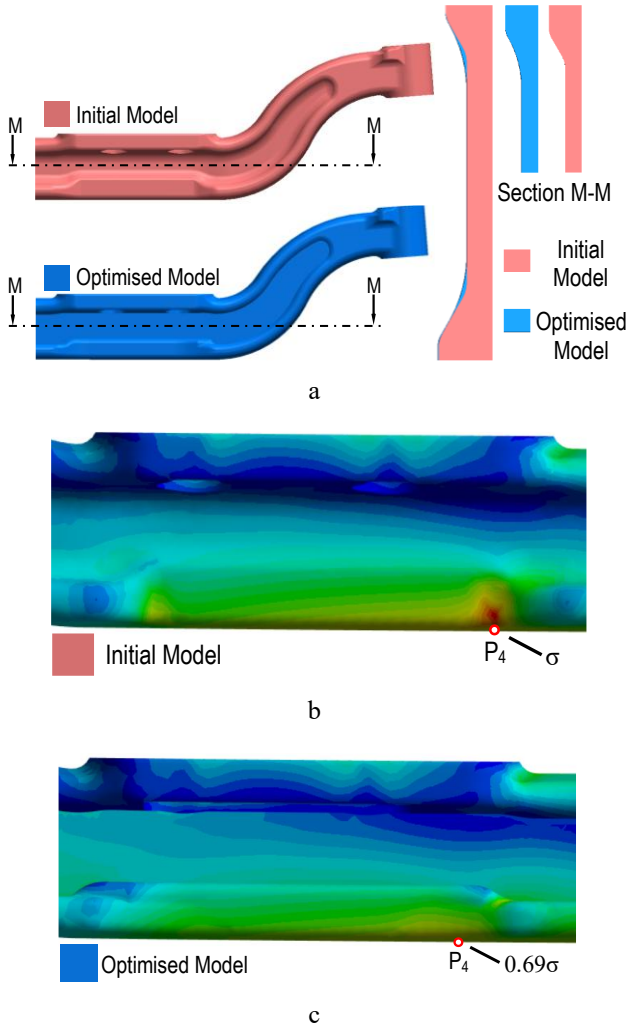 Initial Model
M
M
Optimised Model
M
M
Section M-M
Initial
Model
Optimised
Model
a
Initial Model
P₄
σ
b
Optimised Model
P₄
0.69σ
c